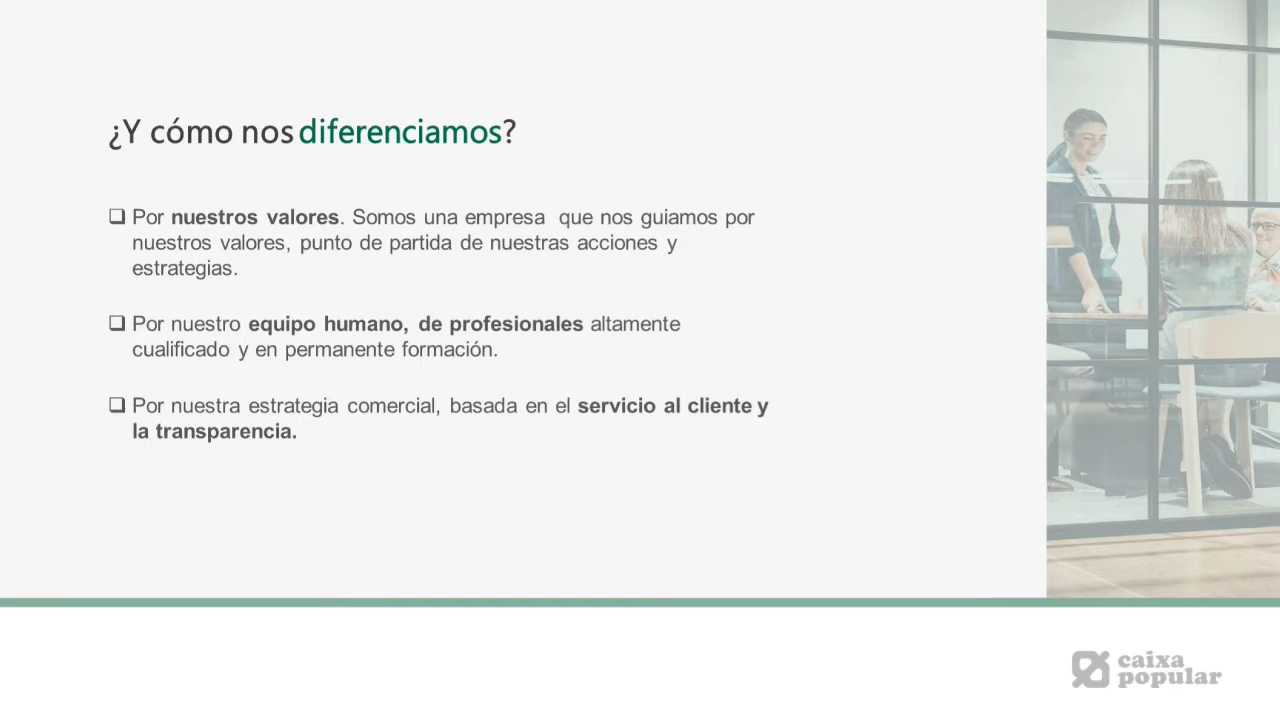 ¿Y cómo nos diferenciamos?
Por nuestros valores. Somos una empresa que nos guiamos por
nuestros valores, punto de partida de nuestras acciones y
estrategias.
Por nuestro equipo humano, de profesionales altamente
cualificado y en permanente formación.
Por nuestra estrategia comercial, basada en el servicio al cliente y
la transparencia.
caixa
popular